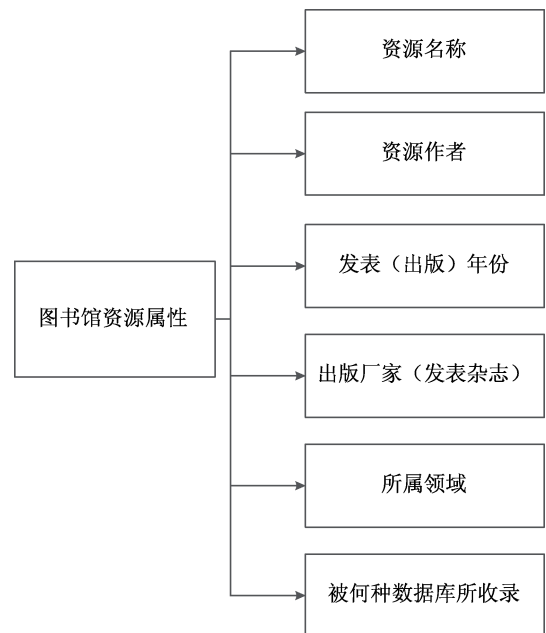 资源名称
资源作者
发表（出版）年份
图书馆资源属性
出版厂家（发表杂志）
所属领域
被何种数据库所收录